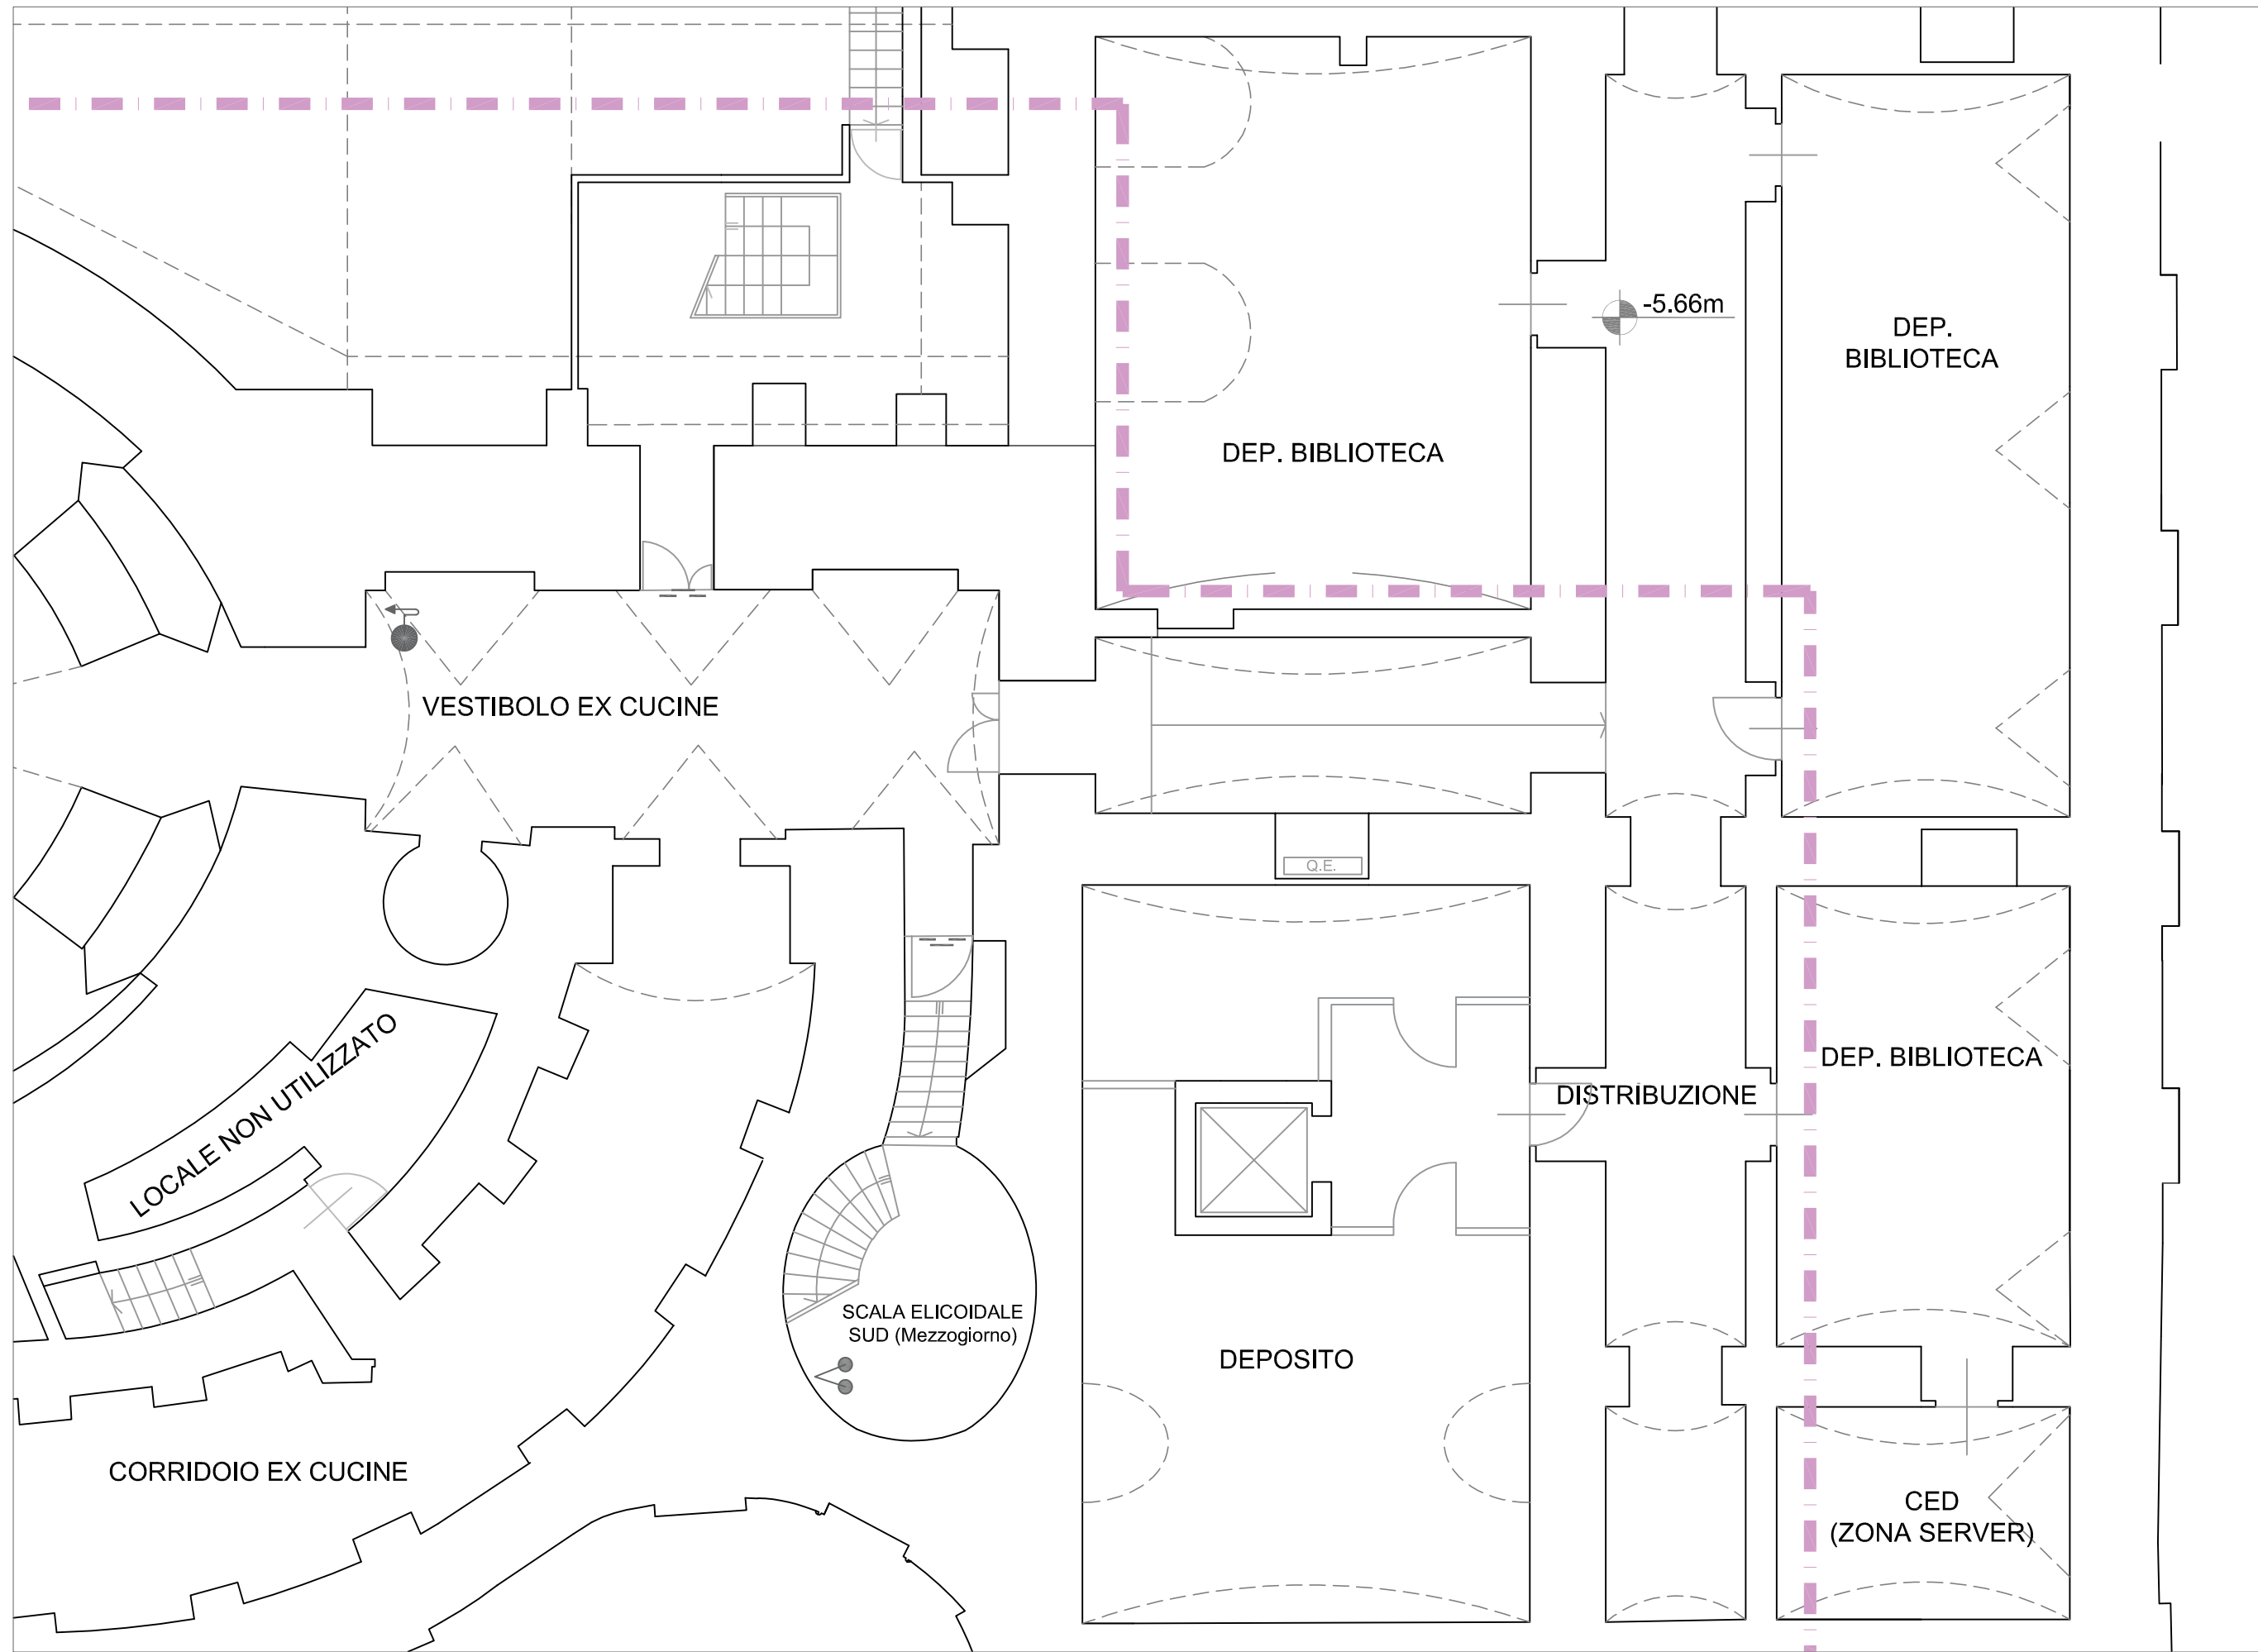 -5.66m
DEP.
BIBLIOTECA
DEP. BIBLIOTECA
VESTIBOLO EX CUCINE
Q.E.
LOCALE NON UTILIZZATO
DISTRIBUZIONE
DEP. BIBLIOTECA
SCALA ELICOIDALE
SUD (Mezzogiorno)
DEPOSITO
CORRIDOIO EX CUCINE
CED
(ZONA SERVER)